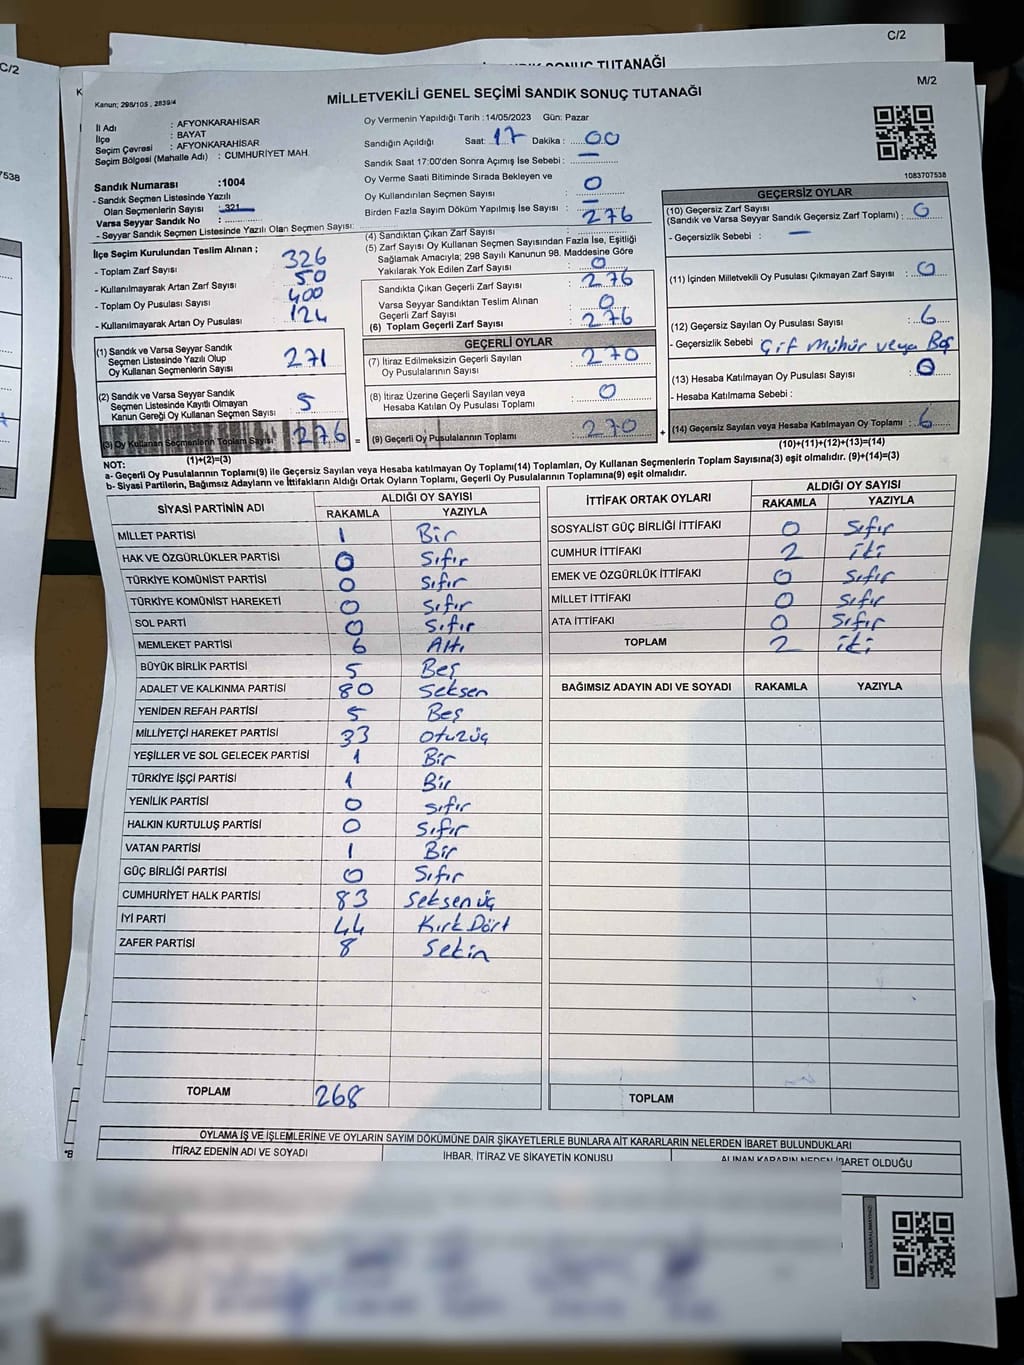 C/2
C/2
SONUÇ TUTANAĞI
M/2
Kanun; 298/105 , 2839/4
MİLLETVEKİLİ GENEL SEÇİMİ SANDIK SONUÇ TUTANAĞI
İl Adı : AFYONKARAHİSAR
İlçe : BAYAT
Seçim Çevresi : AFYONKARAHİSAR
Seçim Bölgesi (Mahalle Adı) : CUMHURİYET MAH.
Sandık Numarası :1004
- Sandık Seçmen Listesinde Yazılı
Olan Seçmenlerin Sayısı : 321
Varsa Seyyar Sandık No :
- Seyyar Sandık Seçmen Listesinde Yazılı Olan Seçmen Sayısı:
Oy Vermenin Yapıldığı Tarih :14/05/2023 Gün: Pazar
Sandığın Açıldığı Saat: 17 Dakika : 00
Sandık Saat 17:00'den Sonra Açımış İse Sebebi :
Oy Verme Saati Bitiminde Sırada Bekleyen ve
Oy Kullandırılan Seçmen Sayısı : 0
Birden Fazla Sayım Döküm Yapılmış İse Sayısı : —
7538
1083707538
İlçe Seçim Kurulundan Teslim Alınan ;
- Toplam Zarf Sayısı 326
- Kullanılmayarak Artan Zarf Sayısı 50
- Toplam Oy Pusulası Sayısı 400
- Kullanılmayarak Artan Oy Pusulası 124
(4) Sandıktan Çıkan Zarf Sayısı 276
(5) Zarf Sayısı Oy Kullanan Seçmen Sayısından Fazla İse, Eşitliği
Sağlamak Amacıyla; 298 Sayılı Kanunun 98. Maddesine Göre
Yakılarak Yok Edilen Zarf Sayısı : 0
Sandıkta Çıkan Geçerli Zarf Sayısı : 276
Varsa Seyyar Sandıktan Teslim Alınan
Geçerli Zarf Sayısı : 0
(6) Toplam Geçerli Zarf Sayısı : 276
GEÇERSİZ OYLAR
(10) Geçersiz Zarf Sayısı
(Sandık ve Varsa Seyyar Sandık Geçersiz Zarf Toplamı) : 0
- Geçersizlik Sebebi : —
(11) İçinden Milletvekili Oy Pusulası Çıkmayan Zarf Sayısı : 0
(12) Geçersiz Sayılan Oy Pusulası Sayısı : 6
- Geçersizlik Sebebi Çif Mühür veya Boş
(13) Hesaba Katılmayan Oy Pusulası Sayısı : 0
- Hesaba Katılmama Sebebi :
(14) Geçersiz Sayılan veya Hesaba Katılmayan Oy Toplamı : 6
(10)+(11)+(12)+(13)=(14)
(1) Sandık ve Varsa Seyyar Sandık
Seçmen Listesinde Yazılı Olup
Oy Kullanan Seçmenlerin Sayısı 271
(2) Sandık ve Varsa Seyyar Sandık
Seçmen Listesinde Kayıtlı Olmayan
Kanun Gereği Oy Kullanan Seçmen Sayısı 5
(3) Oy Kullanan Seçmenlerin Toplam Sayısı : 276
(1)+(2)=(3)
GEÇERLİ OYLAR
(7) İtiraz Edilmeksizin Geçerli Sayılan
Oy Pusulalarının Sayısı : 270
(8) İtiraz Üzerine Geçerli Sayılan veya
Hesaba Katılan Oy Pusulası Toplamı : 0
= (9) Geçerli Oy Pusulalarının Toplamı : 270 +
NOT:
a- Geçerli Oy Pusulalarının Toplamı(9) ile Geçersiz Sayılan veya Hesaba katılmayan Oy Toplamı(14) Toplamları, Oy Kullanan Seçmenlerin Toplam Sayısına(3) eşit olmalıdır. (9)+(14)=(3)
b- Siyasi Partilerin, Bağımsız Adayların ve İttifakların Aldığı Ortak Oyların Toplamı, Geçerli Oy Pusulalarının Toplamına(9) eşit olmalıdır.
SİYASİ PARTİNİN ADI ALDIĞI OY SAYISI
RAKAMLA YAZIYLA
MİLLET PARTİSİ 1 Bir
HAK VE ÖZGÜRLÜKLER PARTİSİ 0 Sıfır
TÜRKİYE KOMÜNİST PARTİSİ 0 Sıfır
TÜRKİYE KOMÜNİST HAREKETİ 0 Sıfır
SOL PARTİ 0 Sıfır
MEMLEKET PARTİSİ 6 Altı
BÜYÜK BİRLİK PARTİSİ 5 Beş
ADALET VE KALKINMA PARTİSİ 80 Seksen
YENİDEN REFAH PARTİSİ 5 Beş
MİLLİYETÇİ HAREKET PARTİSİ 33 Otuzüç
YEŞİLLER VE SOL GELECEK PARTİSİ 1 Bir
TÜRKİYE İŞÇİ PARTİSİ 1 Bir
YENİLİK PARTİSİ 0 Sıfır
HALKIN KURTULUŞ PARTİSİ 0 Sıfır
VATAN PARTİSİ 1 Bir
GÜÇ BİRLİĞİ PARTİSİ 0 Sıfır
CUMHURİYET HALK PARTİSİ 83 Seksenüç
İYİ PARTİ 44 Kırk Dört
ZAFER PARTİSİ 8 Sekin
TOPLAM 268
İTTİFAK ORTAK OYLARI ALDIĞI OY SAYISI
RAKAMLA YAZIYLA
SOSYALİST GÜÇ BİRLİĞİ İTTİFAKI 0 Sıfır
CUMHUR İTTİFAKI 2 iki
EMEK VE ÖZGÜRLÜK İTTİFAKI 0 Sıfır
MİLLET İTTİFAKI 0 Sıfır
ATA İTTİFAKI 0 Sıfır
TOPLAM 2 iki
BAĞIMSIZ ADAYIN ADI VE SOYADI RAKAMLA YAZIYLA
TOPLAM
OYLAMA İŞ VE İŞLEMLERİNE VE OYLARIN SAYIM DÖKÜMÜNE DAİR ŞİKAYETLERLE BUNLARA AİT KARARLARIN NELERDEN İBARET BULUNDUKLARI
İTİRAZ EDENİN ADI VE SOYADI İHBAR, İTİRAZ VE ŞİKAYETİN KONUSU ALINAN KARARIN NEDEN İBARET OLDUĞU